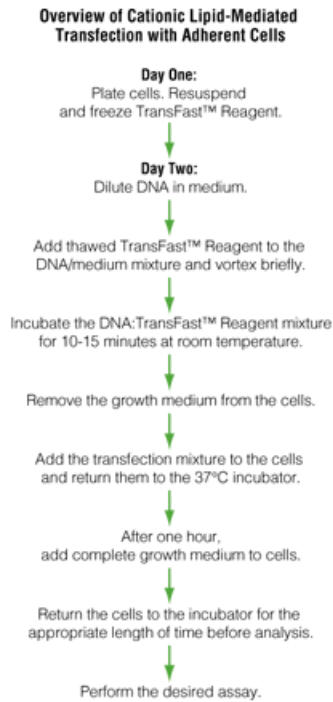 Overview of Cationic Lipid-Mediated
Transfection with Adherent Cells
Day One:
Plate cells. Resuspend
and freeze TransFast™ Reagent.
Day Two:
Dilute DNA in medium.
Add thawed TransFast™ Reagent to the
DNA/medium mixture and vortex briefly.
Incubate the DNA:TransFast™ Reagent mixture
for 10-15 minutes at room temperature.
Remove the growth medium from the cells.
Add the transfection mixture to the cells
and return them to the 37ºC incubator.
After one hour,
add complete growth medium to cells.
Return the cells to the incubator for the
appropriate length of time before analysis.
Perform the desired assay.